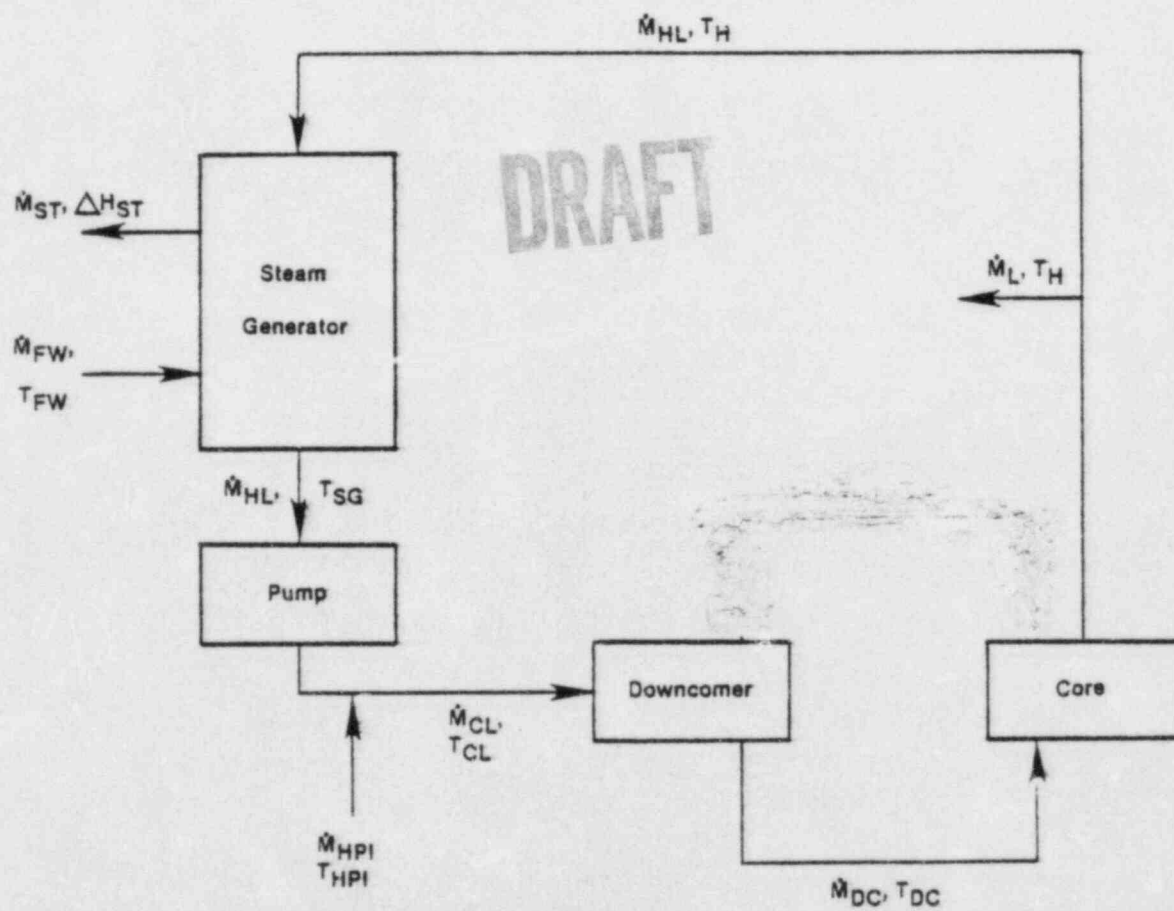 Ṁ_HL, T_H
DRAFT
Ṁ_ST, △H_ST
Steam
Generator
Ṁ_L, T_H
Ṁ_FW,
T_FW
Ṁ_HL, T_SG
Pump
Downcomer
Core
Ṁ_CL,
T_CL
Ṁ_HPI
T_HPI
Ṁ_DC, T_DC